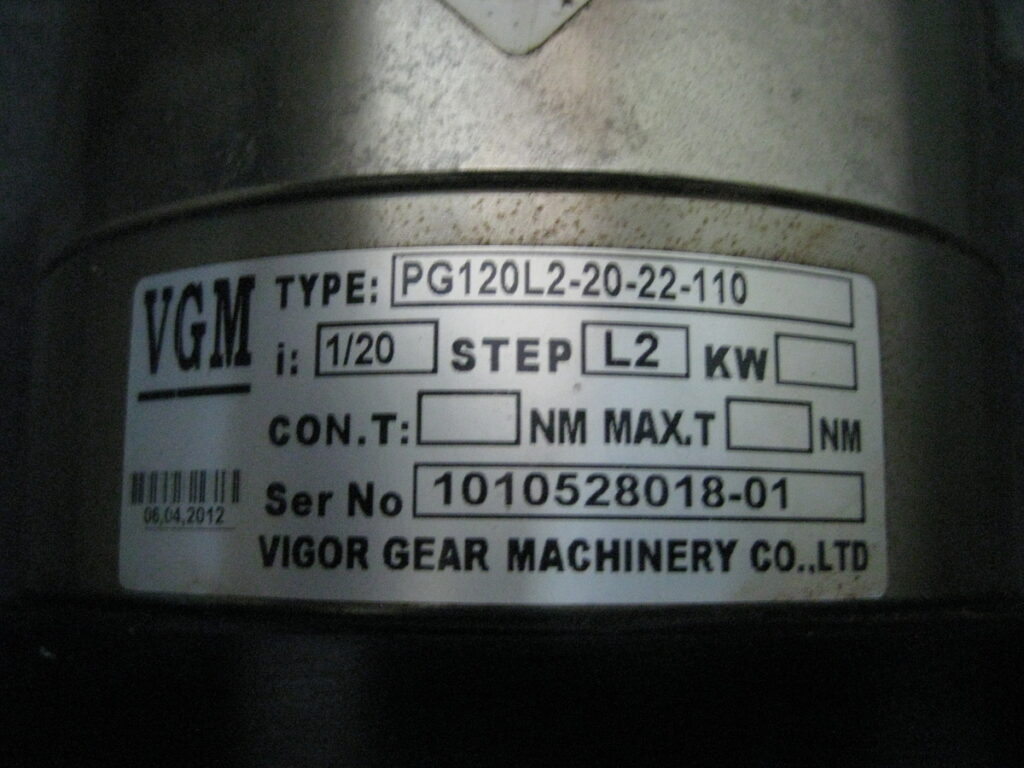 VGM
TYPE: PG120L2-20-22-110
i: 1/20 STEP L2 KW
CON.T: NM MAX.T NM
Ser No 1010528018-01
06,04,2012
VIGOR GEAR MACHINERY CO.,LTD